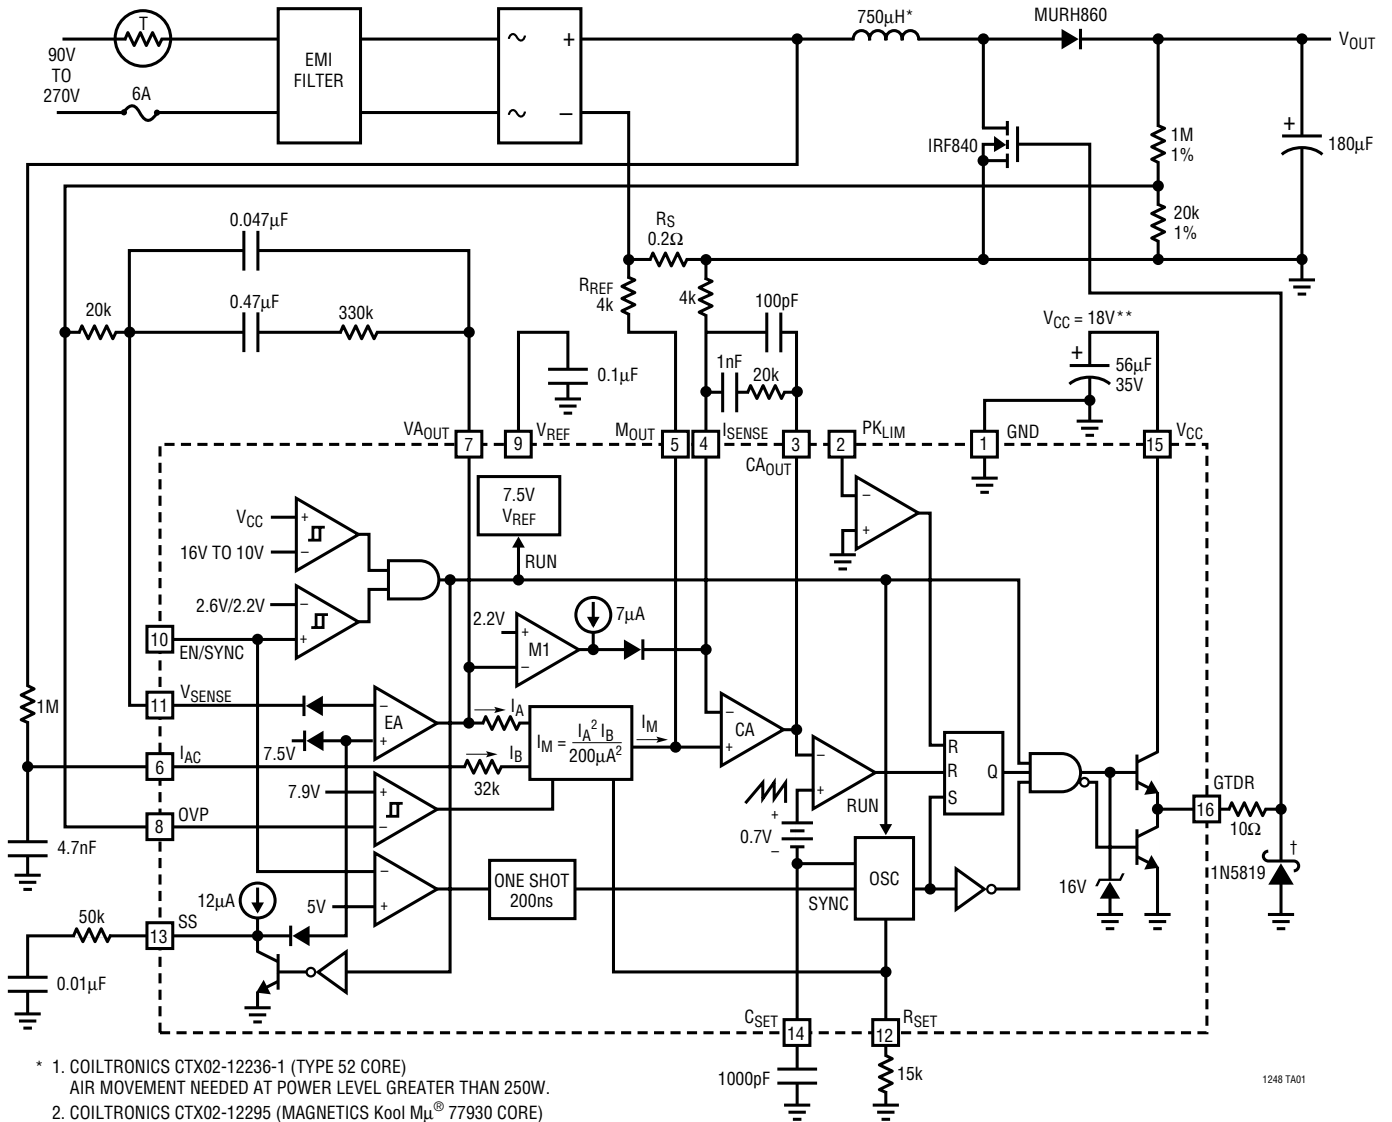 T
90V
TO
270V
6A
EMI
FILTER
~
+
~
−
750µH*
MURH860
VOUT
IRF840
1M
1%
+
180µF
20k
1%
0.047µF
RS
0.2Ω
RREF
4k
4k
100pF
20k
0.47µF
330k
VCC = 18V**
1nF
20k
0.1µF
+
56µF
35V
VAOUT
7
9
VREF
MOUT
5
4
ISENSE
3
CAOUT
2
PKLIM
1
GND
15
VCC
7.5V
VREF
RUN
VCC
+
16V TO 10V
−
2.6V/2.2V
−
+
−
+
10
EN/SYNC
2.2V
+
M1
−
7µA
11
VSENSE
−
EA
+
7.5V
IA
IB
32k
IM = IA² IB / 200µA²
IM
−
CA
+
1M
6
IAC
7.9V
+
−
8
OVP
−
+
RUN
R
R
Q
S
GTDR
16
10Ω
0.7V
+
−
4.7nF
−
+
5V
ONE SHOT
200ns
SYNC
OSC
16V
†
1N5819
12µA
50k
13
SS
0.01µF
CSET
14
12
RSET
1000pF
15k
* 1. COILTRONICS CTX02-12236-1 (TYPE 52 CORE)
AIR MOVEMENT NEEDED AT POWER LEVEL GREATER THAN 250W.
2. COILTRONICS CTX02-12295 (MAGNETICS Kool Mµ® 77930 CORE)
1248 TA01